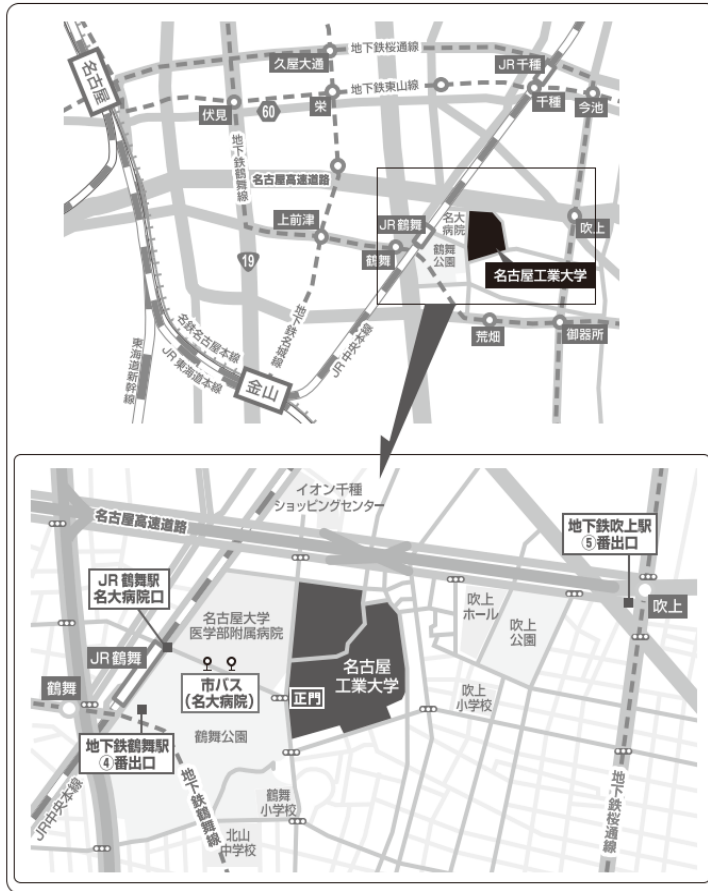 名古屋
久屋大通
地下鉄桜通線
JR千種
地下鉄東山線
伏見
60
栄
千種
今池
地下鉄鶴舞線
名古屋高速道路
上前津
JR鶴舞
名大
病院
吹上
鶴舞
鶴舞
公園
19
名古屋工業大学
地下鉄名城線
荒畑
御器所
名鉄名古屋本線
JR東海道本線
東海道新幹線
金山
JR中央本線
イオン千種
ショッピングセンター
名古屋高速道路
地下鉄吹上駅
⑤番出口
JR鶴舞駅
名大病院口
名古屋大学
医学部附属病院
吹上
ホール
吹上
公園
吹上
JR鶴舞
名古屋
工業大学
市バス
(名大病院)
正門
吹上
小学校
鶴舞
地下鉄鶴舞駅
④番出口
鶴舞公園
JR中央本線
地下鉄鶴舞線
鶴舞
小学校
北山
中学校
地下鉄桜通線